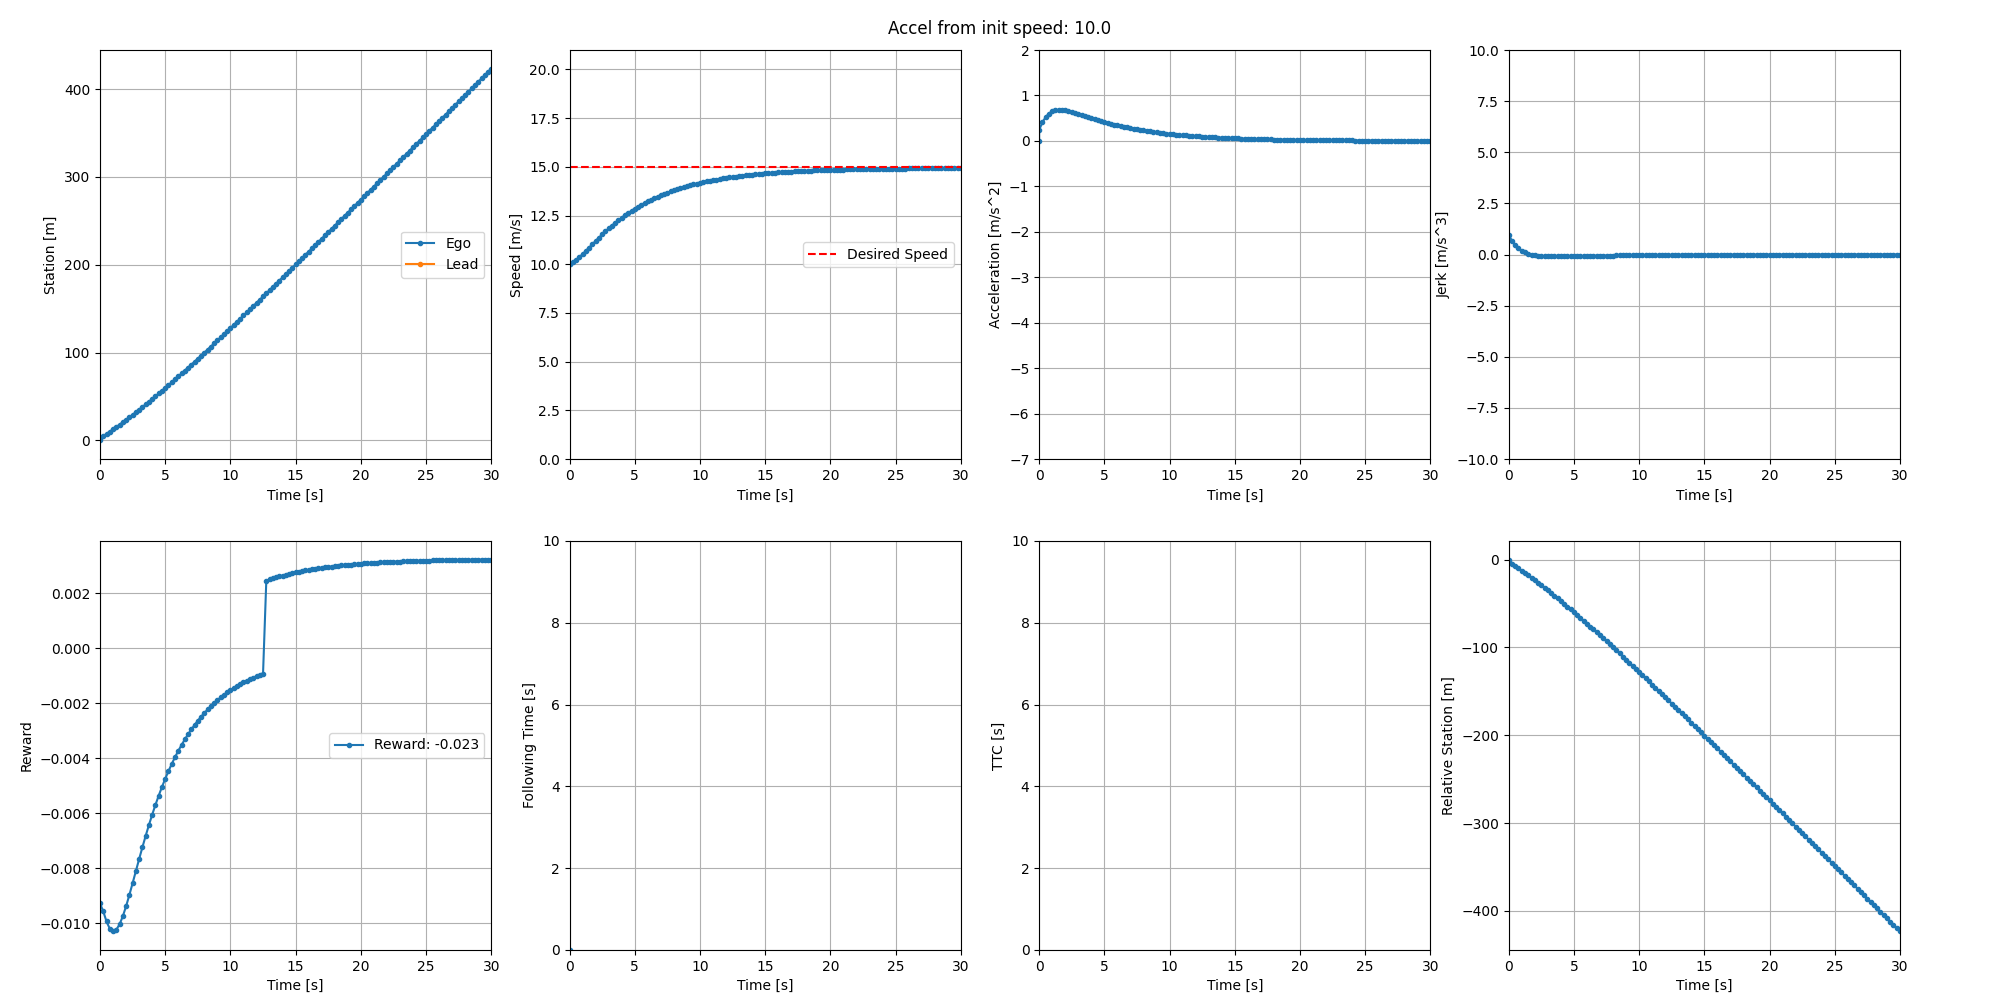 Accel from init speed: 10.0
Station [m]
400
300
200
100
0
Ego
Lead
0 5 10 15 20 25 30
Time [s]
Speed [m/s]
20.0
17.5
15.0
12.5
10.0
7.5
5.0
2.5
0.0
Desired Speed
0 5 10 15 20 25 30
Time [s]
Acceleration [m/s^2]
2
1
0
−1
−2
−3
−4
−5
−6
−7
0 5 10 15 20 25 30
Time [s]
Jerk [m/s^3]
10.0
7.5
5.0
2.5
0.0
−2.5
−5.0
−7.5
−10.0
0 5 10 15 20 25 30
Time [s]
Reward
0.002
0.000
−0.002
−0.004
−0.006
−0.008
−0.010
Reward: -0.023
0 5 10 15 20 25 30
Time [s]
Following Time [s]
10
8
6
4
2
0
0 5 10 15 20 25 30
Time [s]
TTC [s]
10
8
6
4
2
0
0 5 10 15 20 25 30
Time [s]
Relative Station [m]
0
−100
−200
−300
−400
0 5 10 15 20 25 30
Time [s]